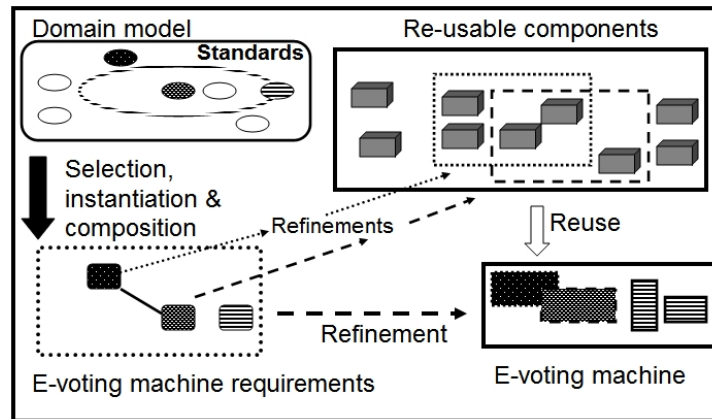 Domain model
Re-usable components
Standards
Selection,
instantiation &
composition
Refinements
Reuse
Refinement
E-voting machine requirements
E-voting machine